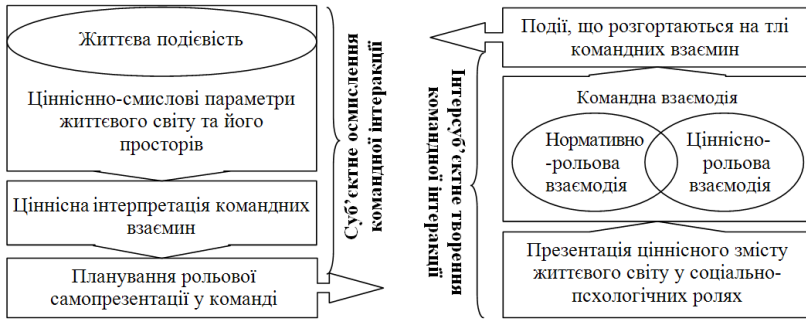 Життєва подієвість
Цінніснно-смислові параметри
життєвого світу та його
просторів
Ціннісна інтерпретація командних
взаємин
Планування рольової
самопрезентації у команді
Суб’єктне осмислення
командної інтеракції
Інтерсуб’єктне творення
командної інтеракції
Події, що розгортаються на тлі
командних взаємин
Командна взаємодія
Нормативно
-рольова
взаємодія
Ціннісно-
рольова
взаємодія
Презентація ціннісного змісту
життєвого світу у соціально-
псхологічних ролях